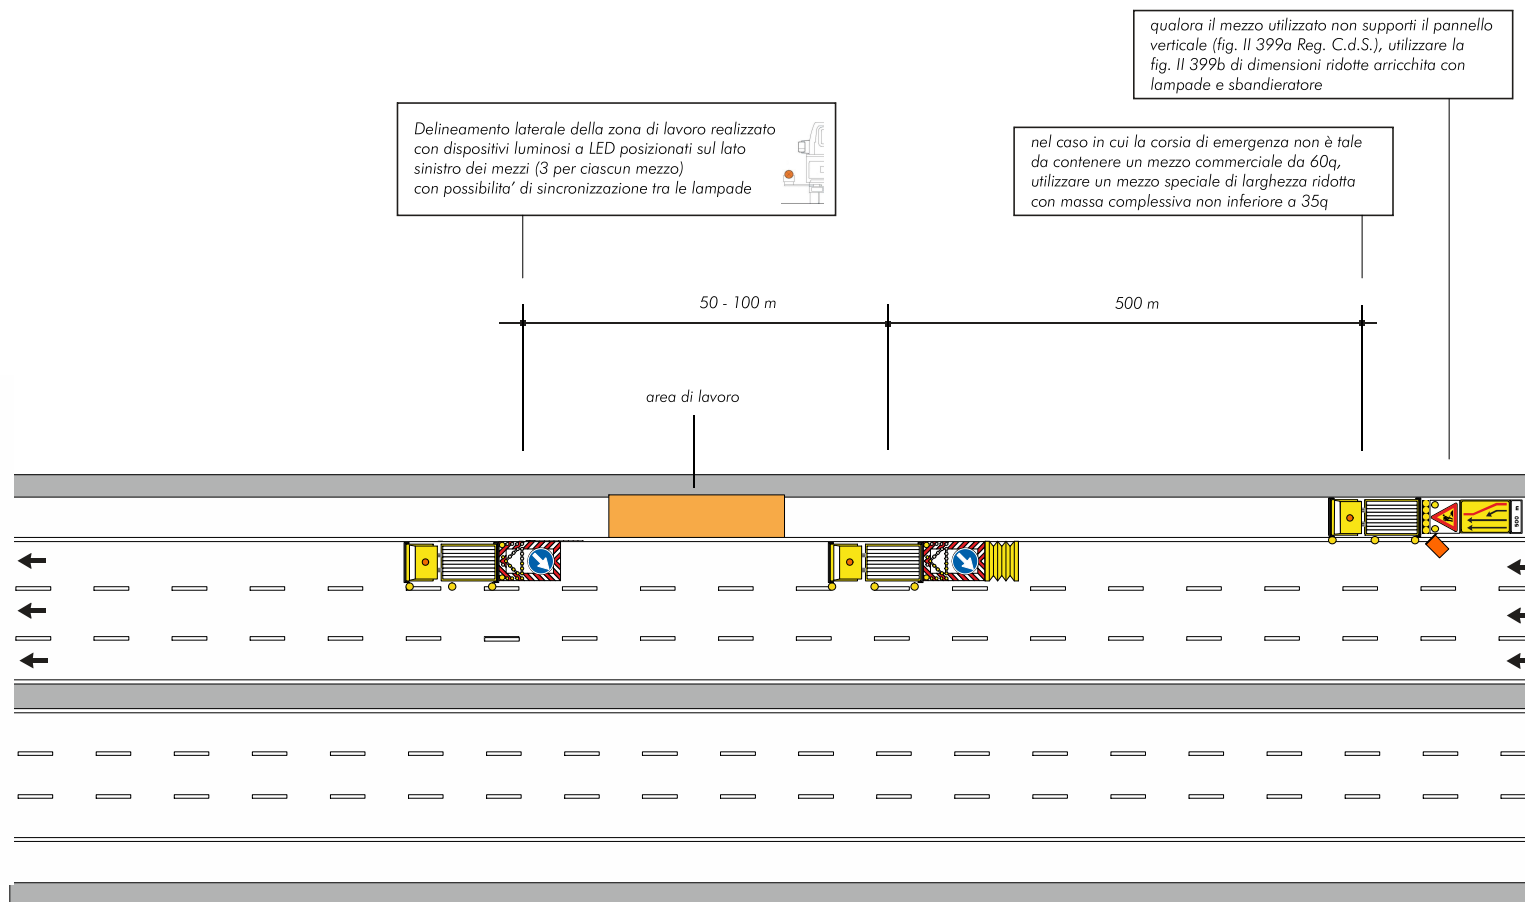 qualora il mezzo utilizzato non supporti il pannello
verticale (fig. II 399a Reg. C.d.S.), utilizzare la
fig. II 399b di dimensioni ridotte arricchita con
lampade e sbandieratore
Delineamento laterale della zona di lavoro realizzato
con dispositivi luminosi a LED posizionati sul lato
sinistro dei mezzi (3 per ciascun mezzo)
con possibilita' di sincronizzazione tra le lampade
nel caso in cui la corsia di emergenza non è tale
da contenere un mezzo commerciale da 60q,
utilizzare un mezzo speciale di larghezza ridotta
con massa complessiva non inferiore a 35q
50 - 100 m
500 m
area di lavoro
500 m